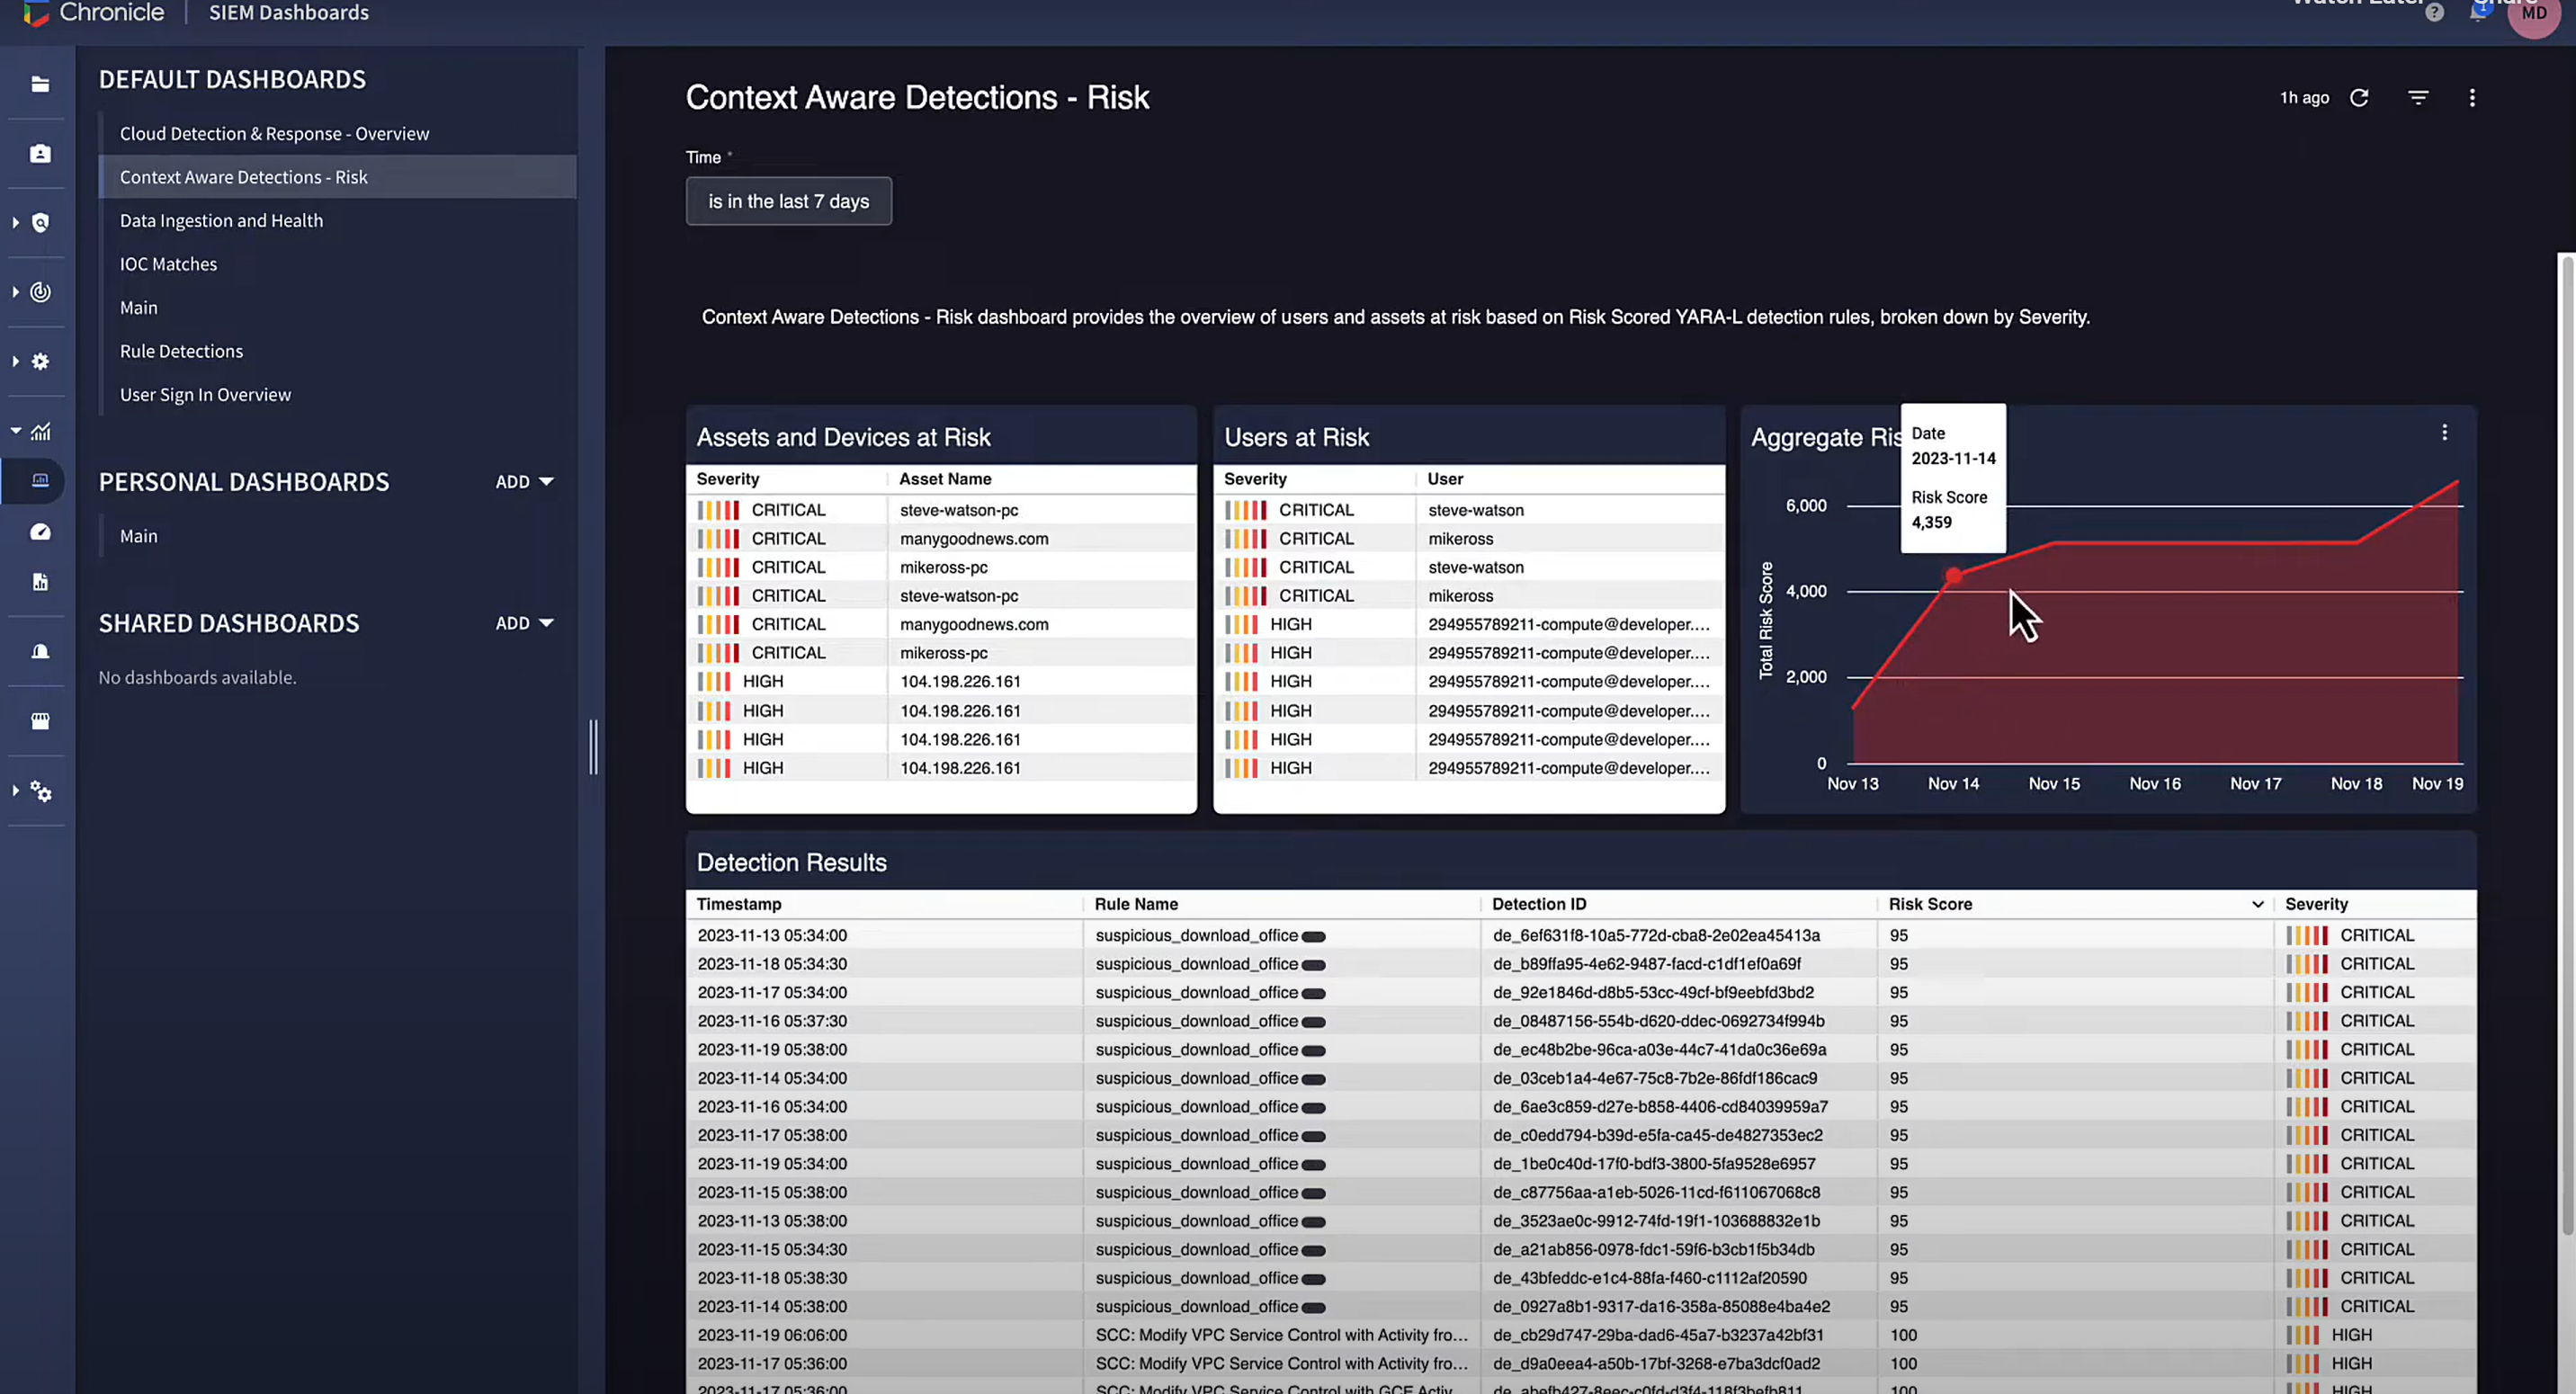 Chronicle | SIEM Dashboards
MD
DEFAULT DASHBOARDS
Cloud Detection & Response - Overview
Context Aware Detections - Risk
Data Ingestion and Health
IOC Matches
Main
Rule Detections
User Sign In Overview
PERSONAL DASHBOARDS ADD
Main
SHARED DASHBOARDS ADD
No dashboards available.
Context Aware Detections - Risk
1h ago
Time *
is in the last 7 days
Context Aware Detections - Risk dashboard provides the overview of users and assets at risk based on Risk Scored YARA-L detection rules, broken down by Severity.
Assets and Devices at Risk
Severity Asset Name
CRITICAL steve-watson-pc
CRITICAL manygoodnews.com
CRITICAL mikeross-pc
CRITICAL steve-watson-pc
CRITICAL manygoodnews.com
CRITICAL mikeross-pc
HIGH 104.198.226.161
HIGH 104.198.226.161
HIGH 104.198.226.161
HIGH 104.198.226.161
Users at Risk
Severity User
CRITICAL steve-watson
CRITICAL mikeross
CRITICAL steve-watson
CRITICAL mikeross
HIGH 294955789211-compute@developer....
HIGH 294955789211-compute@developer....
HIGH 294955789211-compute@developer....
HIGH 294955789211-compute@developer....
HIGH 294955789211-compute@developer....
HIGH 294955789211-compute@developer....
Aggregate Ris
Date
2023-11-14
Risk Score
4,359
Total Risk Score
6,000
4,000
2,000
0
Nov 13 Nov 14 Nov 15 Nov 16 Nov 17 Nov 18 Nov 19
Detection Results
Timestamp Rule Name Detection ID Risk Score Severity
2023-11-13 05:34:00 suspicious_download_office de_6ef631f8-10a5-772d-cba8-2e02ea45413a 95 CRITICAL
2023-11-18 05:34:30 suspicious_download_office de_b89ffa95-4e62-9487-facd-c1df1ef0a69f 95 CRITICAL
2023-11-17 05:34:00 suspicious_download_office de_92e1846d-d8b5-53cc-49cf-bf9eebfd3bd2 95 CRITICAL
2023-11-16 05:37:30 suspicious_download_office de_08487156-554b-d620-ddec-0692734f994b 95 CRITICAL
2023-11-19 05:38:00 suspicious_download_office de_ec48b2be-96ca-a03e-44c7-41da0c36e69a 95 CRITICAL
2023-11-14 05:34:00 suspicious_download_office de_03ceb1a4-4e67-75c8-7b2e-86fdf186cac9 95 CRITICAL
2023-11-16 05:34:00 suspicious_download_office de_6ae3c859-d27e-b858-4406-cd84039959a7 95 CRITICAL
2023-11-17 05:38:00 suspicious_download_office de_c0edd794-b39d-e5fa-ca45-de4827353ec2 95 CRITICAL
2023-11-19 05:34:00 suspicious_download_office de_1be0c40d-17f0-bdf3-3800-5fa9528e6957 95 CRITICAL
2023-11-15 05:38:00 suspicious_download_office de_c87756aa-a1eb-5026-11cd-f611067068c8 95 CRITICAL
2023-11-13 05:38:00 suspicious_download_office de_3523ae0c-9912-74fd-19f1-103688832e1b 95 CRITICAL
2023-11-15 05:34:30 suspicious_download_office de_a21ab856-0978-fdc1-59f6-b3cb1f5b34db 95 CRITICAL
2023-11-18 05:38:30 suspicious_download_office de_43bfeddc-e1c4-88fa-f460-c1112af20590 95 CRITICAL
2023-11-14 05:38:00 suspicious_download_office de_0927a8b1-9317-da16-358a-85088e4ba4e2 95 CRITICAL
2023-11-19 06:06:00 SCC: Modify VPC Service Control with Activity fro... de_cb29d747-29ba-dad6-45a7-b3237a42bf31 100 HIGH
2023-11-17 05:36:00 SCC: Modify VPC Service Control with Activity fro... de_d9a0eea4-a50b-17bf-3268-e7ba3dcf0ad2 100 HIGH
2023-11-17 05:36:00 SCC: Modify VPC Service Control with GCE Activ... 100 HIGH